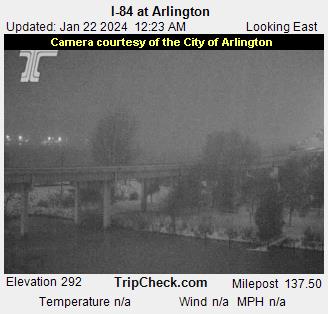 I-84 at Arlington
Updated: Jan 22 2024 12:23 AM Looking East
Camera courtesy of the City of Arlington
Elevation 292 TripCheck.com Milepost 137.50
Temperature n/a Wind n/a MPH n/a